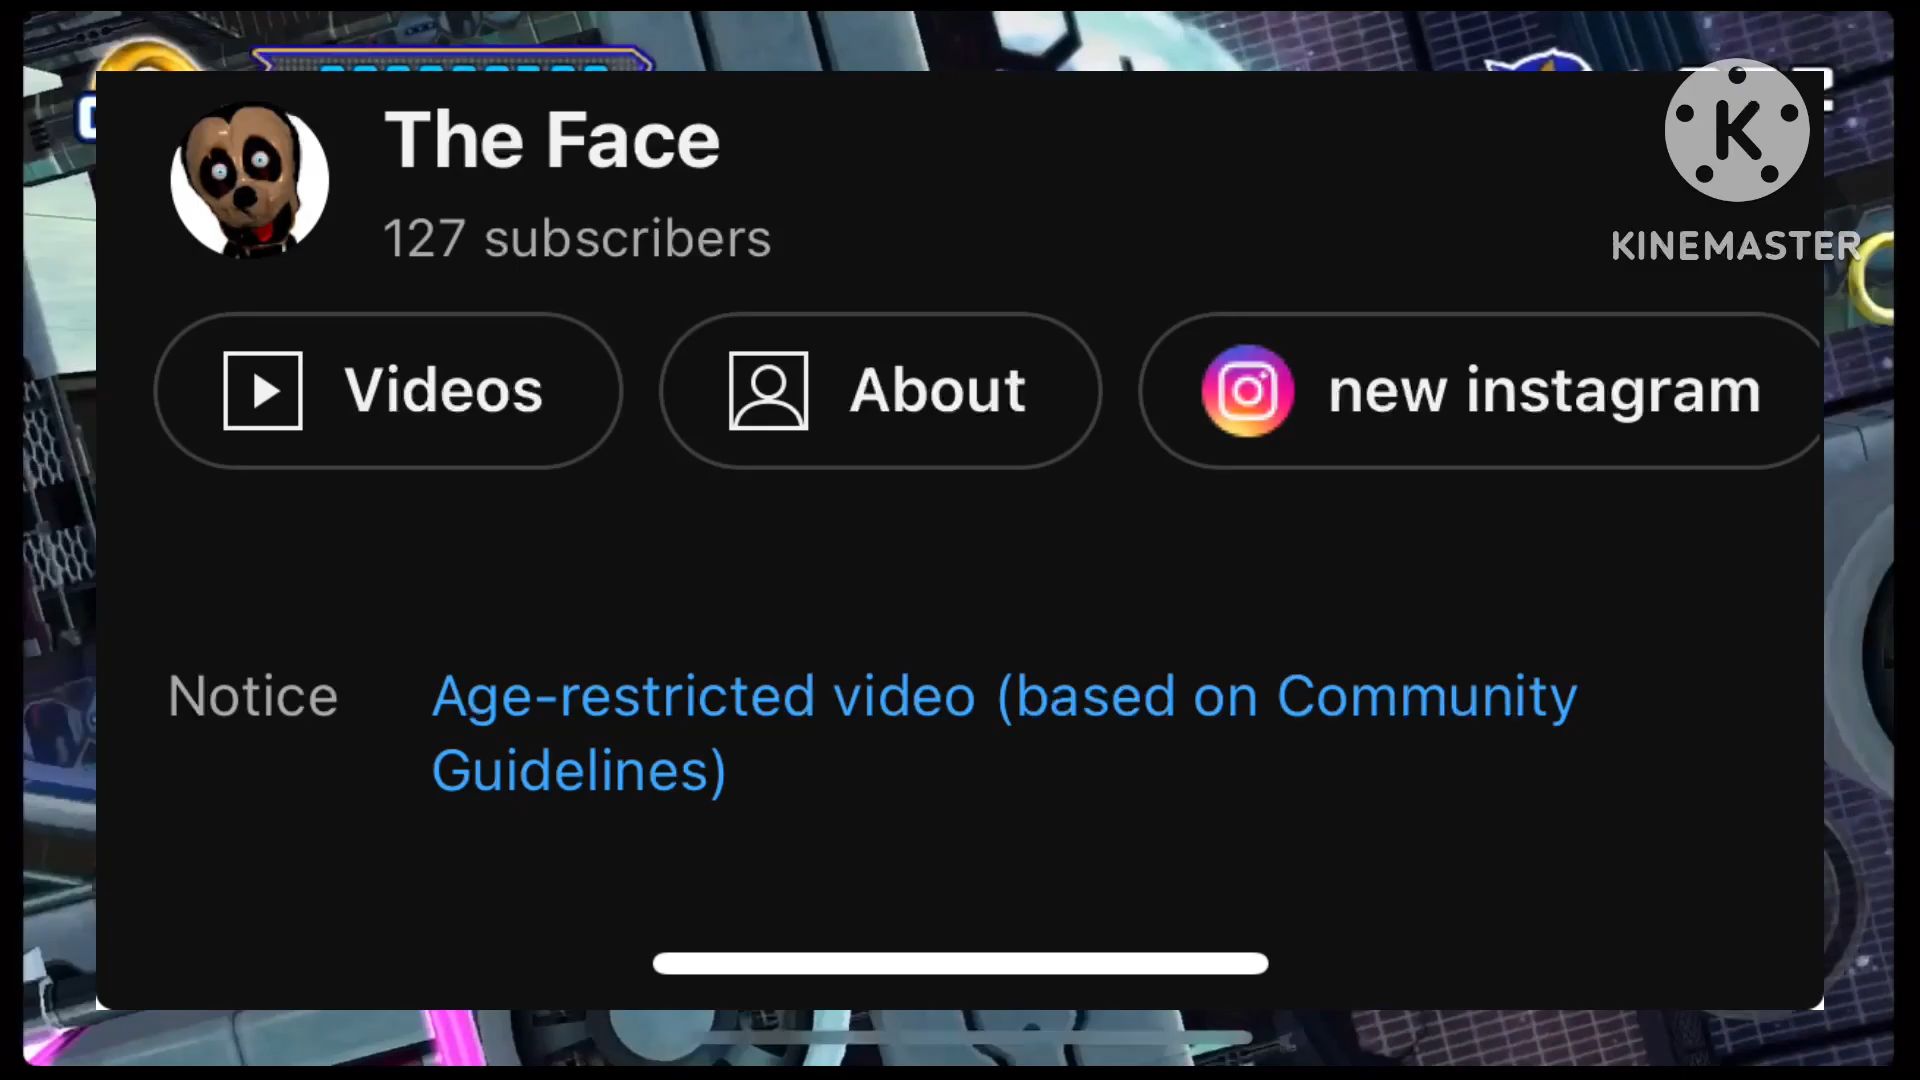 The Face
127 subscribers
KINEMASTER
Videos
About
new instagram
Notice
Age-restricted video (based on Community
Guidelines)